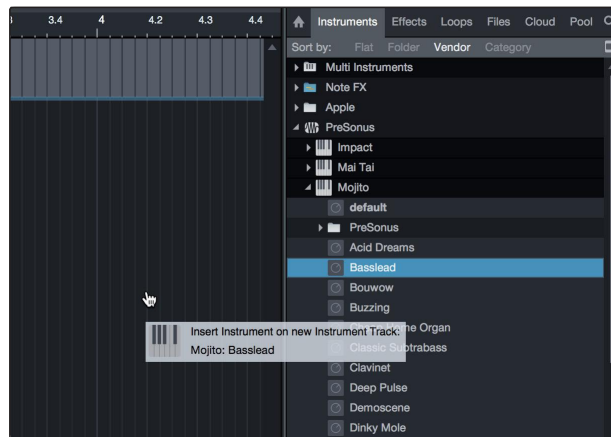 3.4 4 4.2 4.3 4.4
Instruments Effects Loops Files Cloud Pool
Sort by: Flat Folder Vendor Category
Multi Instruments
Note FX
Apple
PreSonus
Impact
Mai Tai
Mojito
default
PreSonus
Acid Dreams
Basslead
Bouwow
Buzzing
Insert Instrument on new Instrument Track:
Home Organ
Mojito: Basslead
Classic Subtrabass
Clavinet
Deep Pulse
Demoscene
Dinky Mole